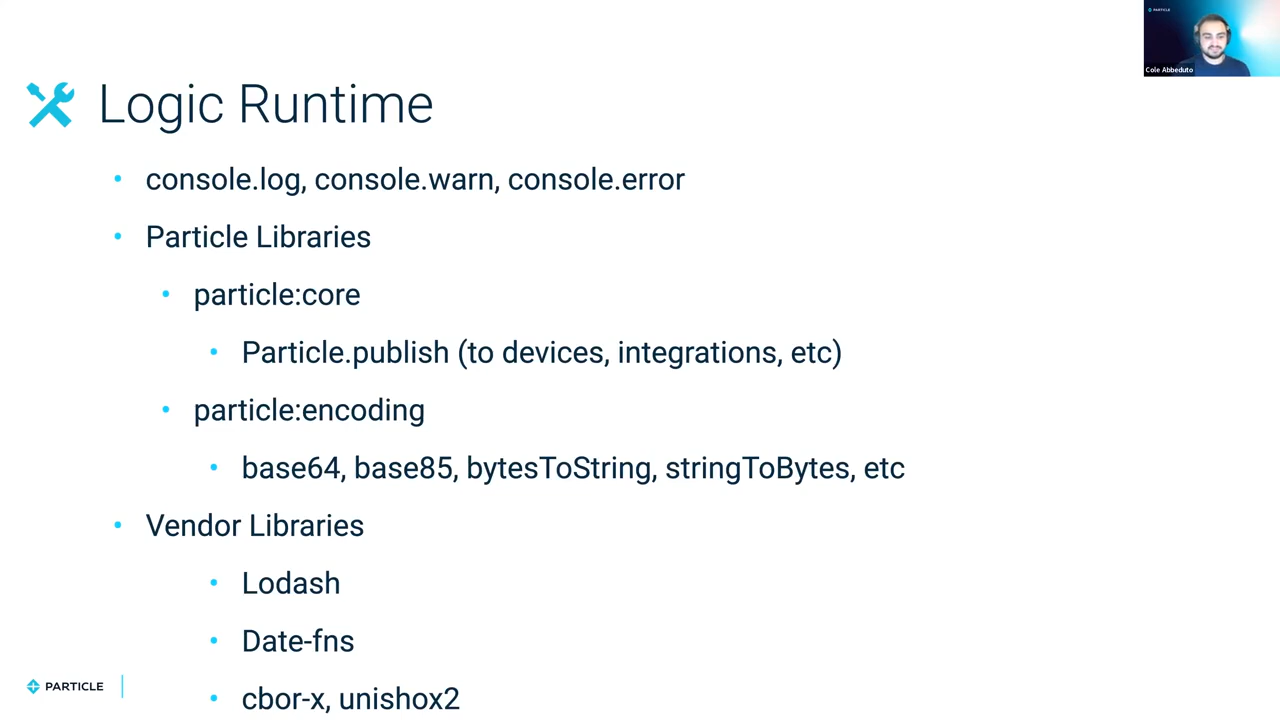 PARTICLE
Cole Abbeduto
Logic Runtime
console.log, console.warn, console.error
Particle Libraries
particle:core
Particle.publish (to devices, integrations, etc)
particle:encoding
base64, base85, bytesToString, stringToBytes, etc
Vendor Libraries
Lodash
Date-fns
cbor-x, unishox2
PARTICLE